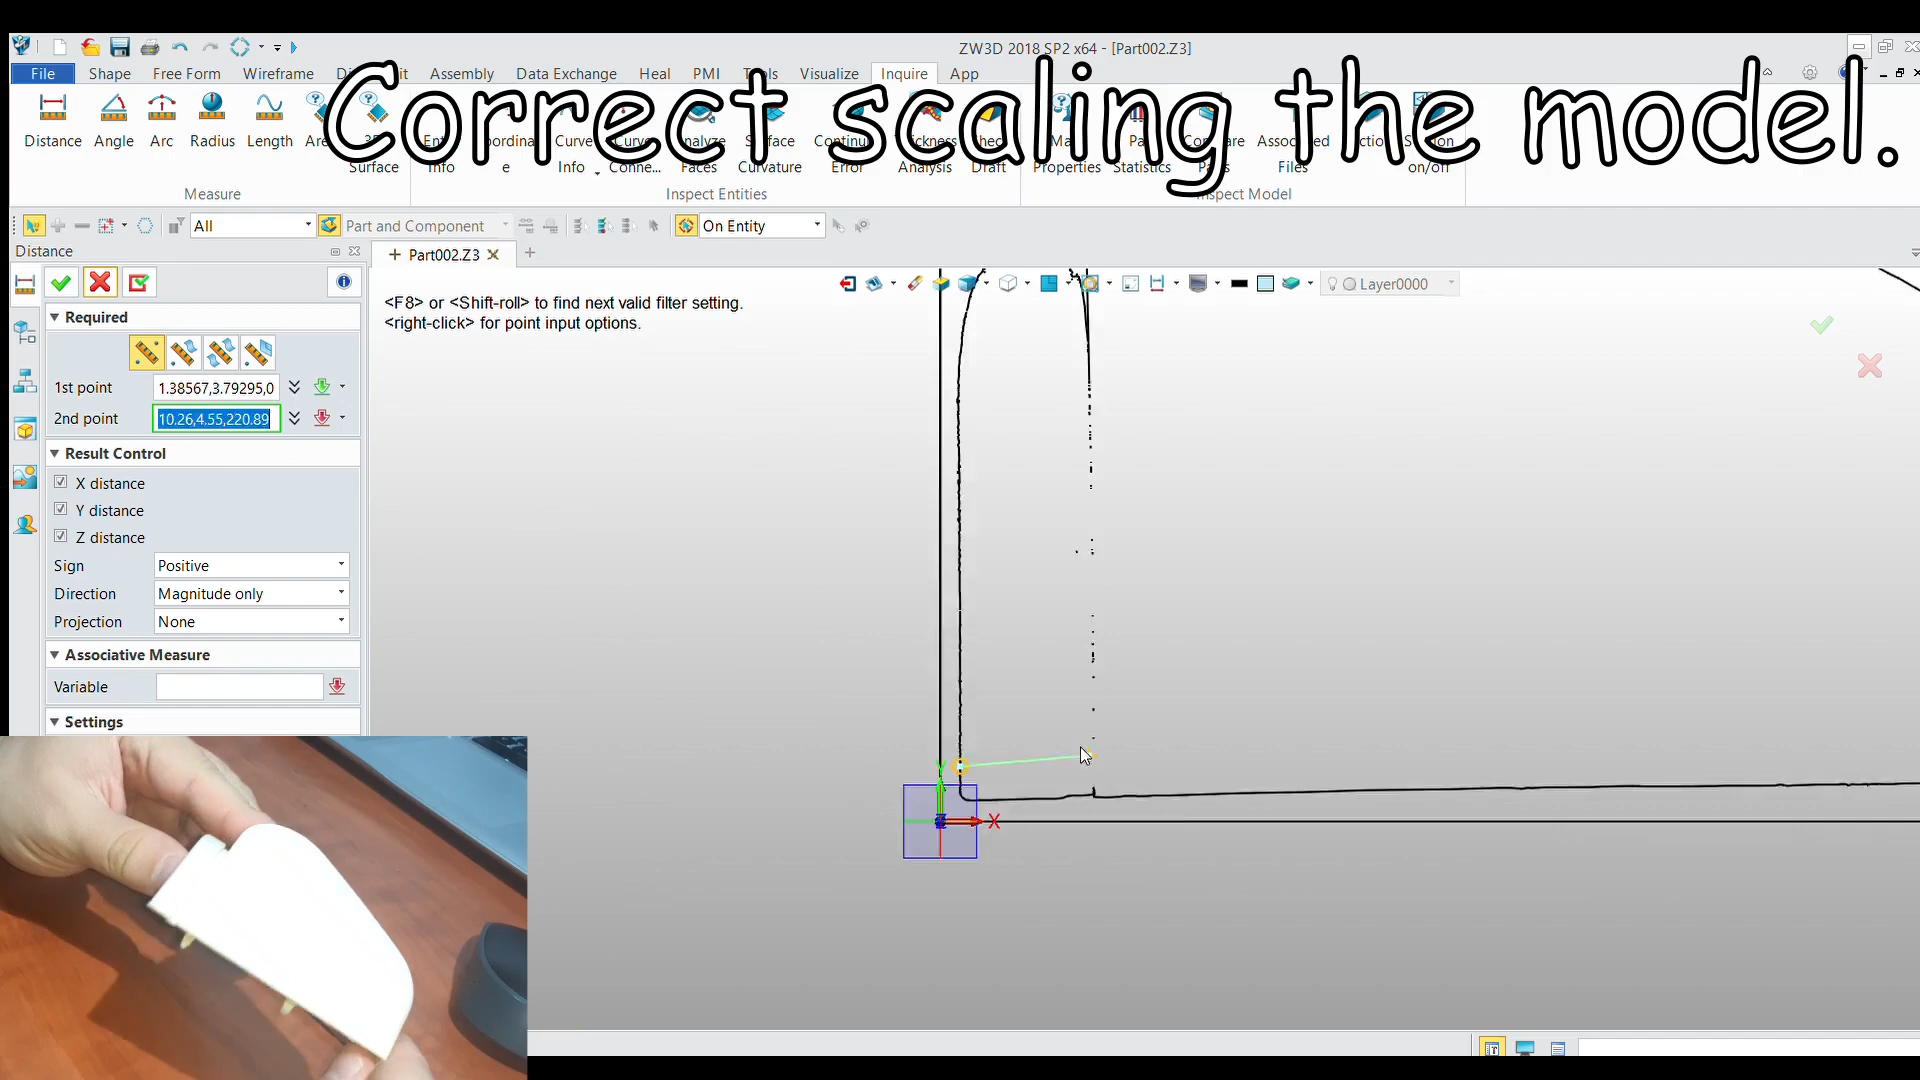 ZW3D 2018 SP2 x64 - [Part002.Z3]
File Shape Free Form Wireframe Assembly Data Exchange Heal PMI Tools Visualize Inquire App
Correct scaling the model.
Distance Angle Arc Radius Length
Surface Info Info Conne... Faces Curvature Error Analysis Draft Properties Statistics Parts Files on/off
Measure Inspect Entities Inspect Model
All Part and Component On Entity
Distance
Part002.Z3
Layer0000
<F8> or <Shift-roll> to find next valid filter setting.
<right-click> for point input options.
Required
1st point 1.38567,3.79295,0
2nd point 10.26,4.55,220.89
Result Control
X distance
Y distance
Z distance
Sign Positive
Direction Magnitude only
Projection None
Associative Measure
Variable
Settings
Y
X